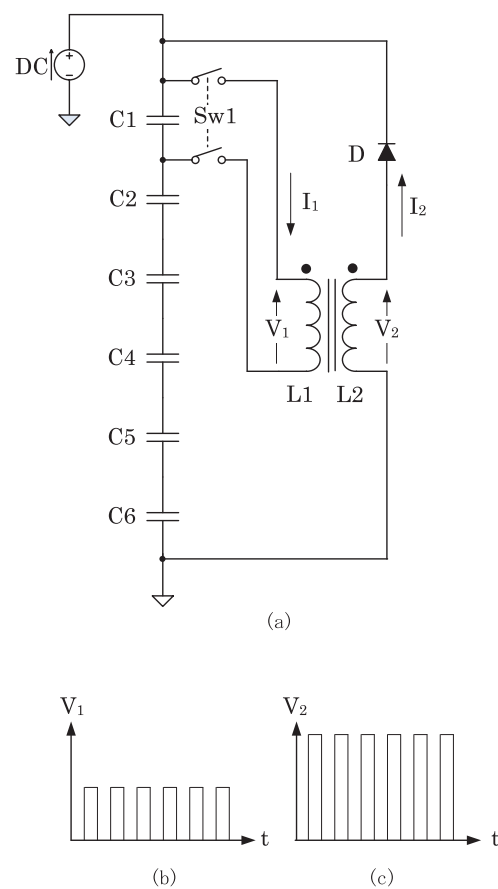 DC
+
−
C1
Sw1
C2
D
I₁
I₂
C3
V₁
V₂
C4
L1
L2
C5
C6
(a)
V₁
V₂
t
t
(b)
(c)